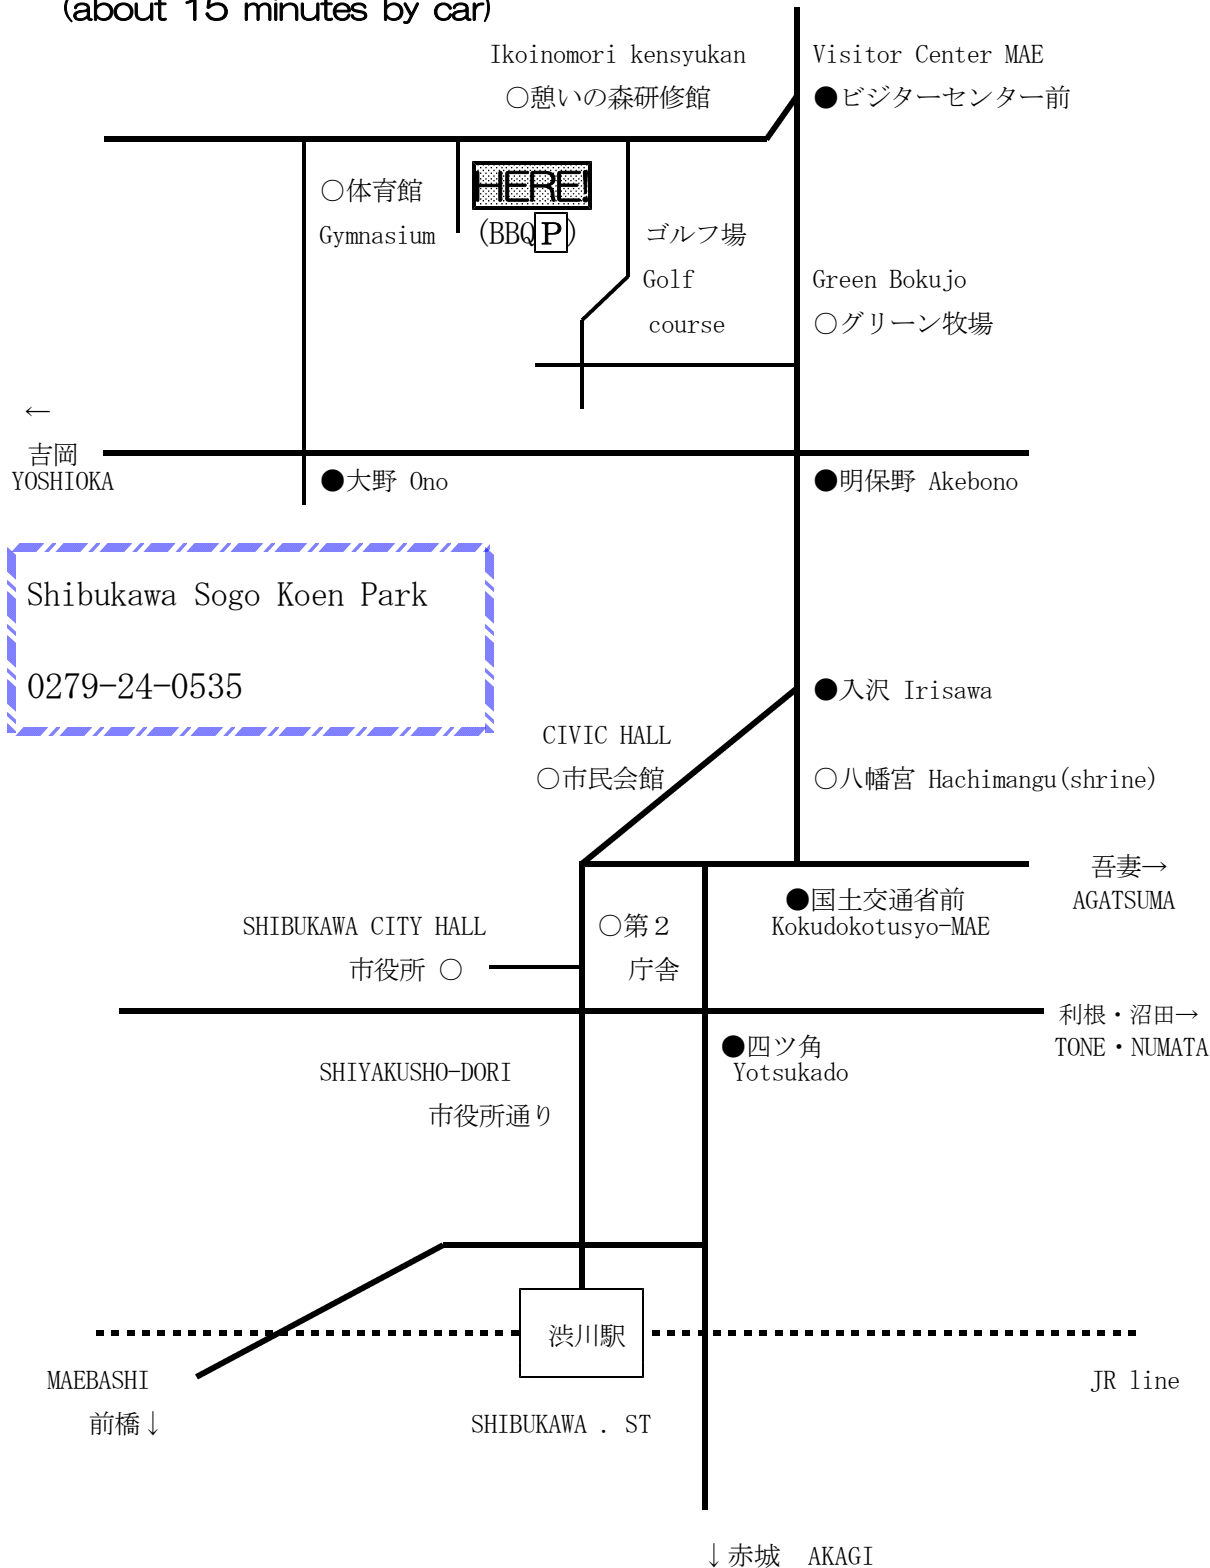 (about 15 minutes by car)
Ikoinomori kensyukan
○憩いの森研修館
Visitor Center MAE
●ビジターセンター前
HERE!
(BBQ P)
○体育館
Gymnasium
ゴルフ場
Golf
course
Green Bokujo
○グリーン牧場
←
吉岡
YOSHIOKA
●大野 Ono
●明保野 Akebono
Shibukawa Sogo Koen Park
0279-24-0535
●入沢 Irisawa
CIVIC HALL
○市民会館
○八幡宮 Hachimangu(shrine)
吾妻→
AGATSUMA
●国土交通省前
Kokudokotusyo-MAE
SHIBUKAWA CITY HALL
市役所 ○
○第２
庁舎
利根・沼田→
TONE・NUMATA
●四ツ角
Yotsukado
SHIYAKUSHO-DORI
市役所通り
渋川駅
MAEBASHI
前橋↓
SHIBUKAWA . ST
JR line
↓赤城 AKAGI